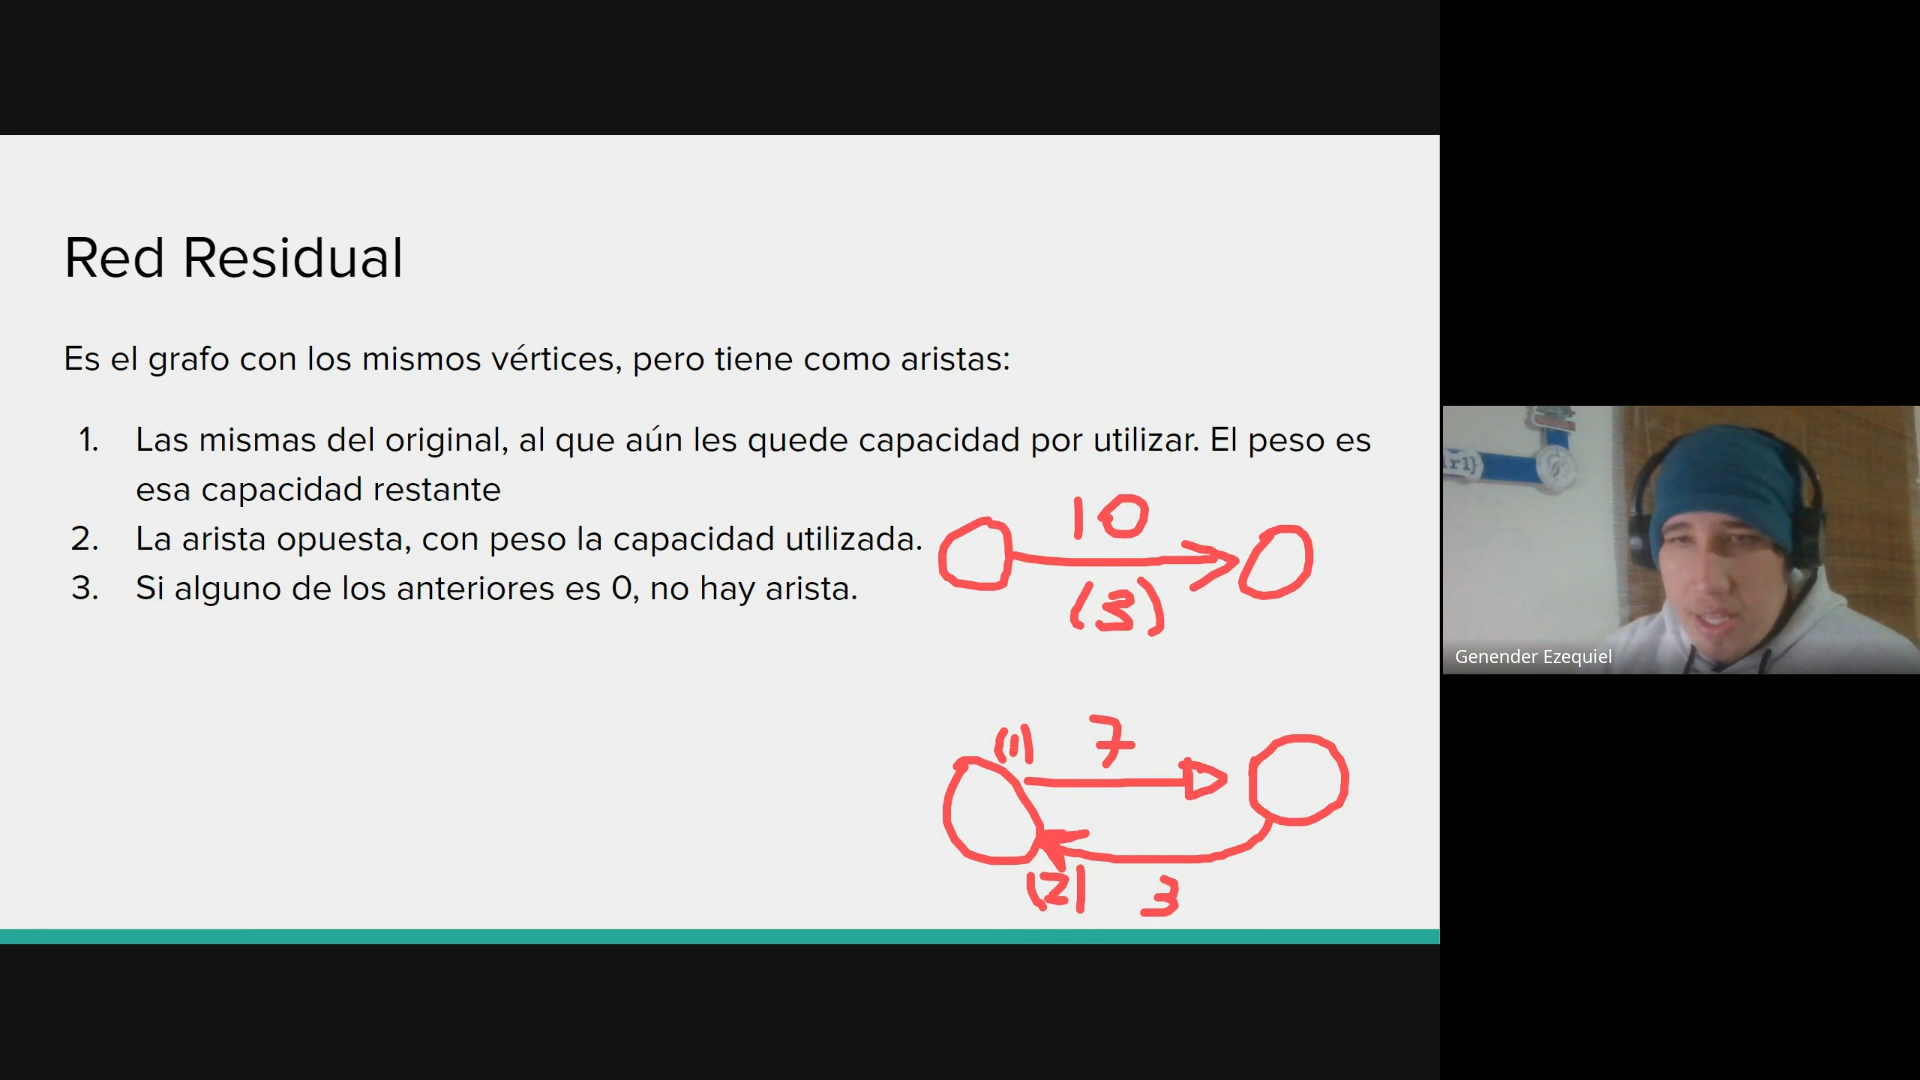 Red Residual
Es el grafo con los mismos vértices, pero tiene como aristas:
1. Las mismas del original, al que aún les quede capacidad por utilizar. El peso es
esa capacidad restante
2. La arista opuesta, con peso la capacidad utilizada.
3. Si alguno de los anteriores es 0, no hay arista.
10
(3)
(1) 7
(2) 3
Genender Ezequiel